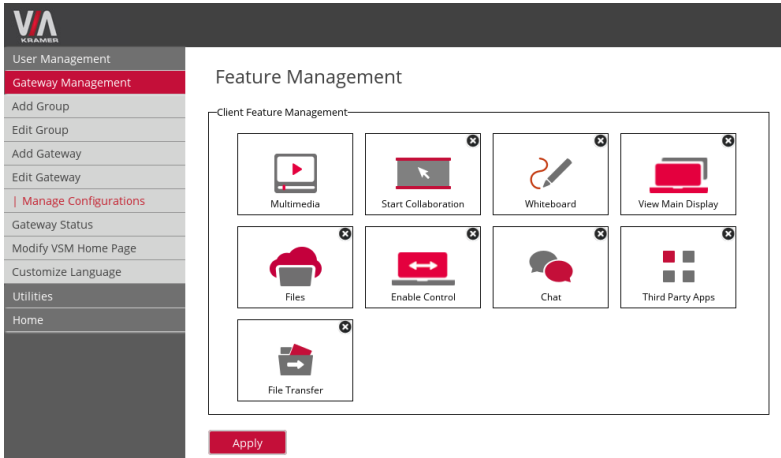 VIA
KRAMER
User Management
Gateway Management
Add Group
Edit Group
Add Gateway
Edit Gateway
| Manage Configurations
Gateway Status
Modify VSM Home Page
Customize Language
Utilities
Home
Feature Management
Client Feature Management
Multimedia
Start Collaboration
Whiteboard
View Main Display
Files
Enable Control
Chat
Third Party Apps
File Transfer
Apply